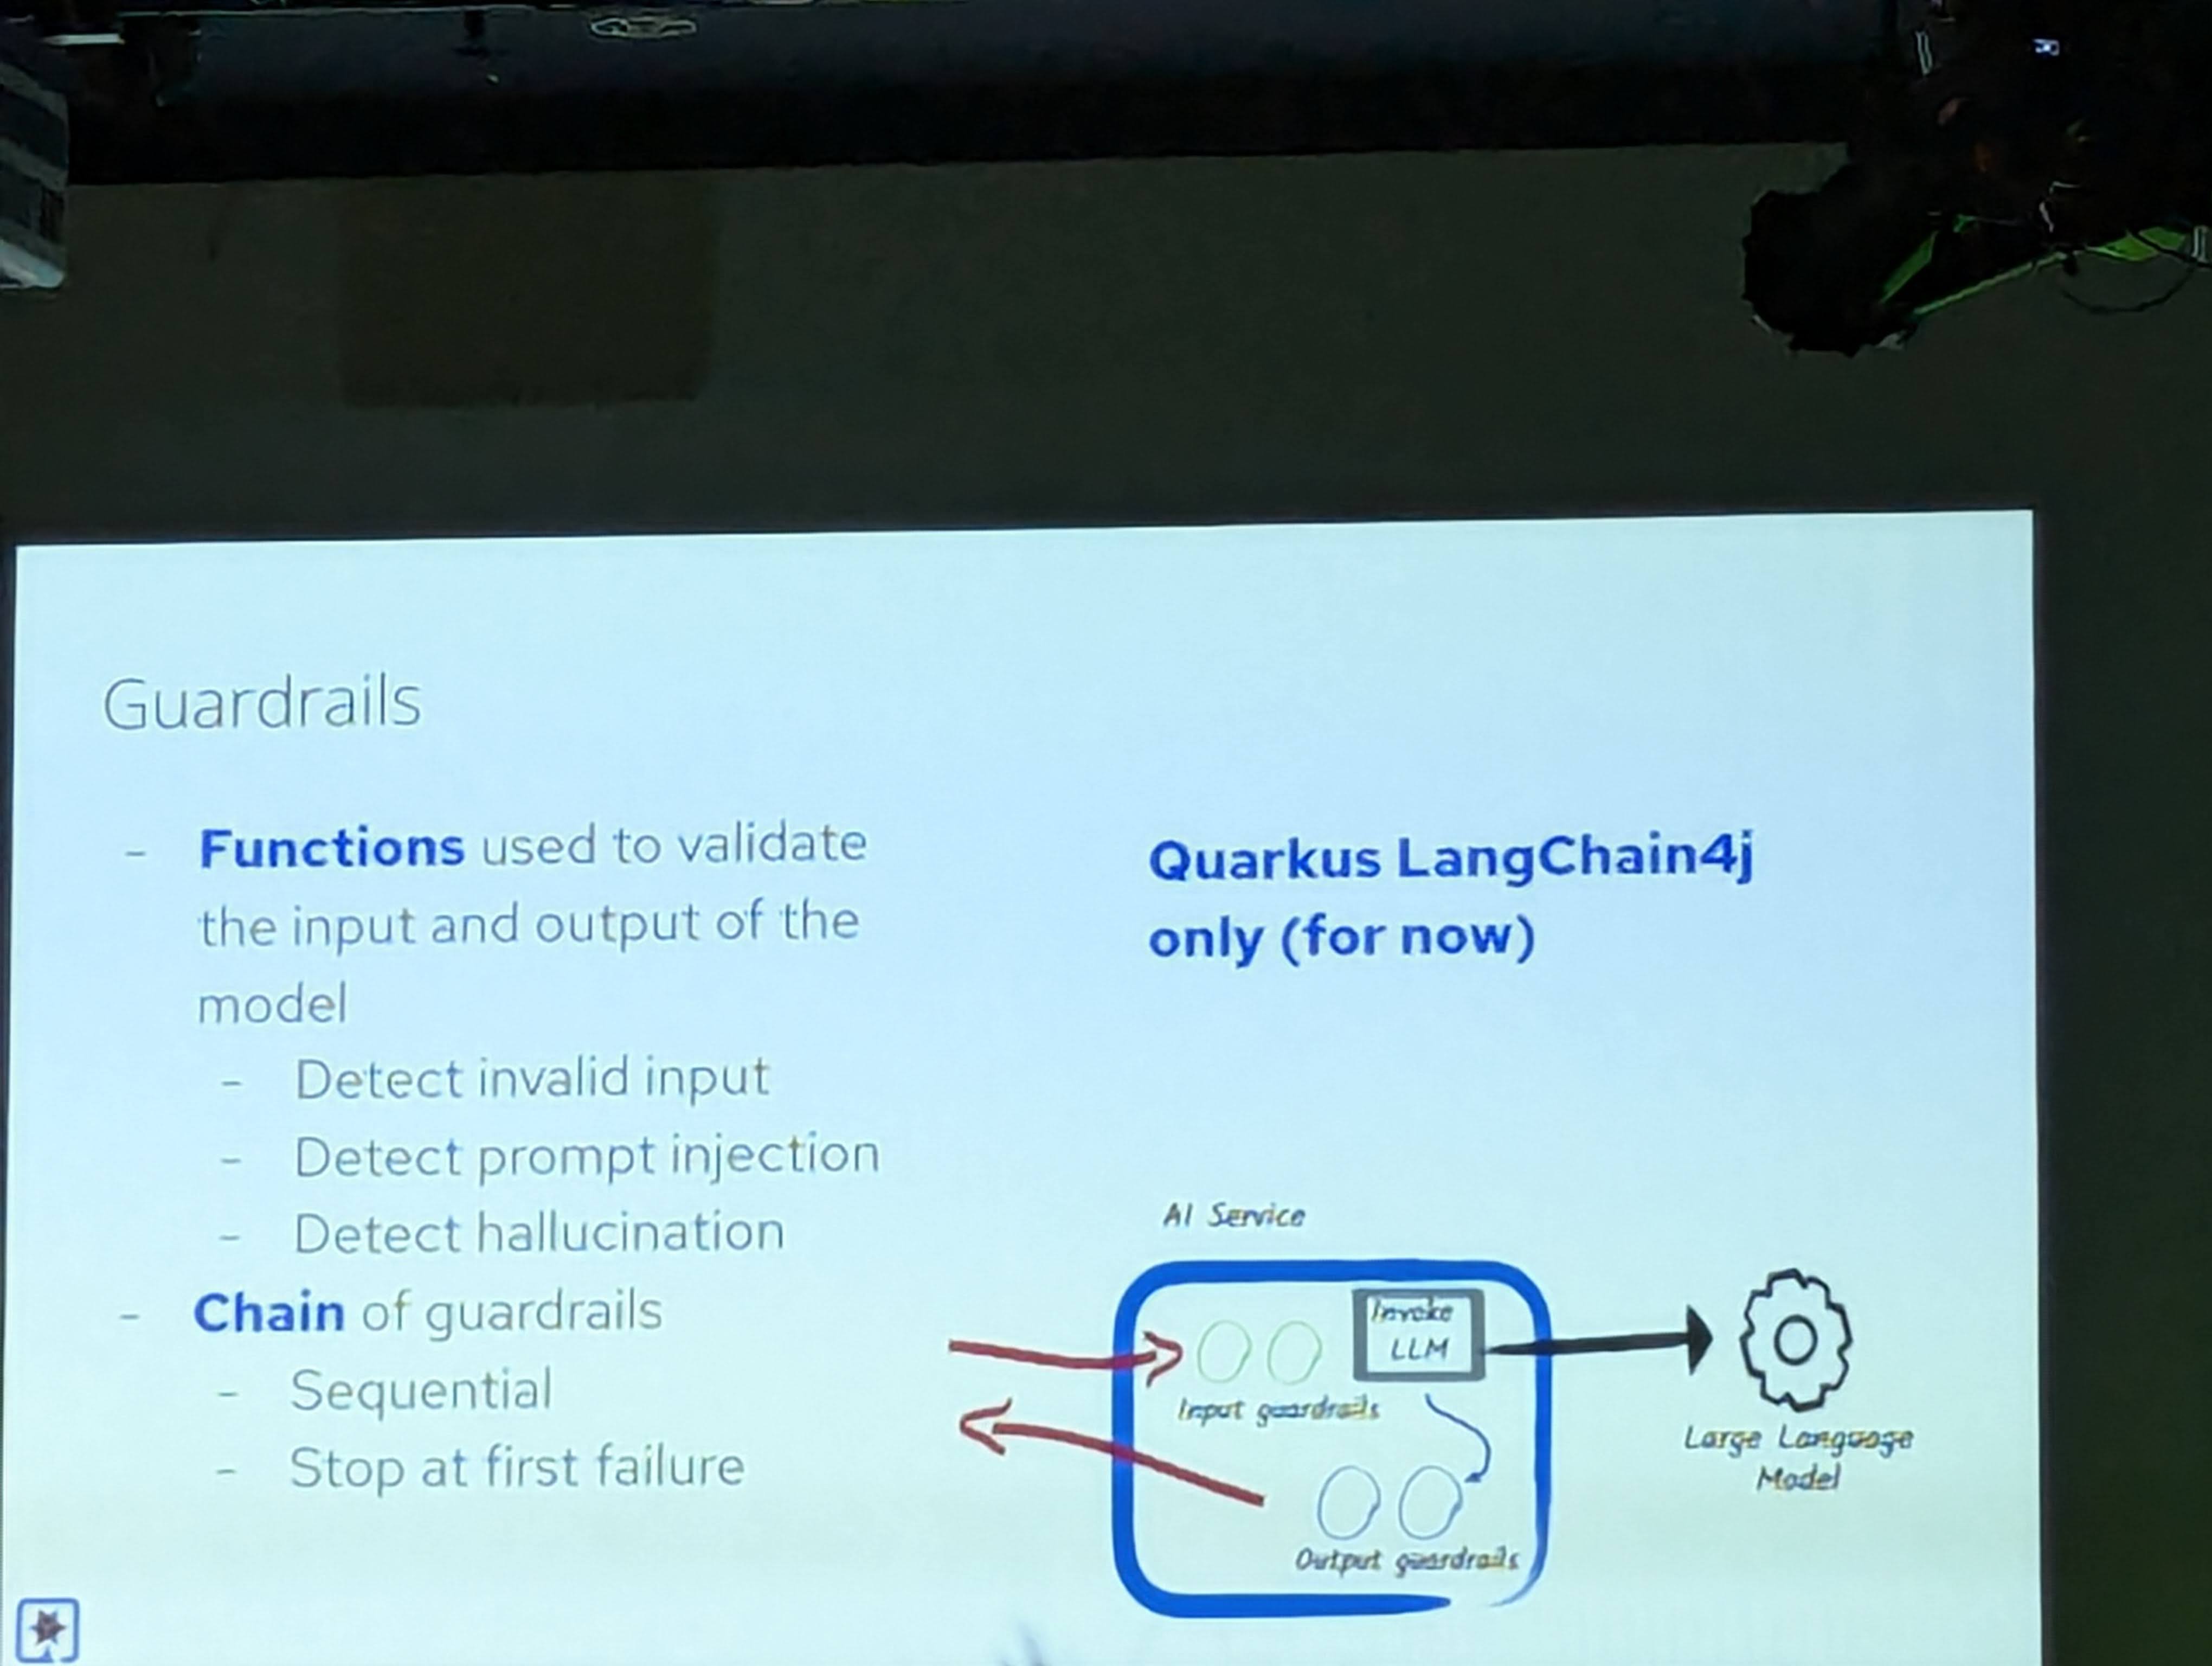 Guardrails
- Functions used to validate
the input and output of the
model
- Detect invalid input
- Detect prompt injection
- Detect hallucination
- Chain of guardrails
- Sequential
- Stop at first failure
Quarkus LangChain4j
only (for now)
AI Service
Invoke
LLM
Input guardrails
Output guardrails
Large Language
Model